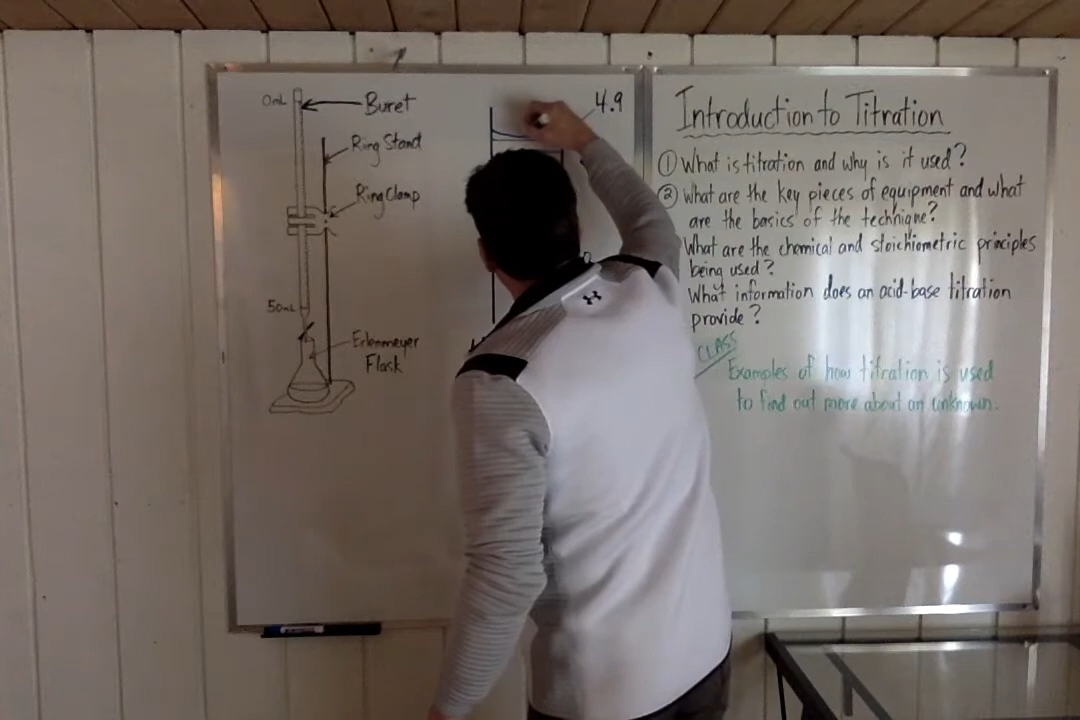 0mL
Buret
Ring Stand
Ring Clamp
50mL
Erlenmeyer
Flask
4.9
Introduction to Titration
① What is titration and why is it used?
② What are the key pieces of equipment and what
are the basics of the technique?
What are the chemical and stoichiometric principles
being used?
What information does an acid-base titration
provide?
CLASS
Examples of how titration is used
to find out more about an unknown.